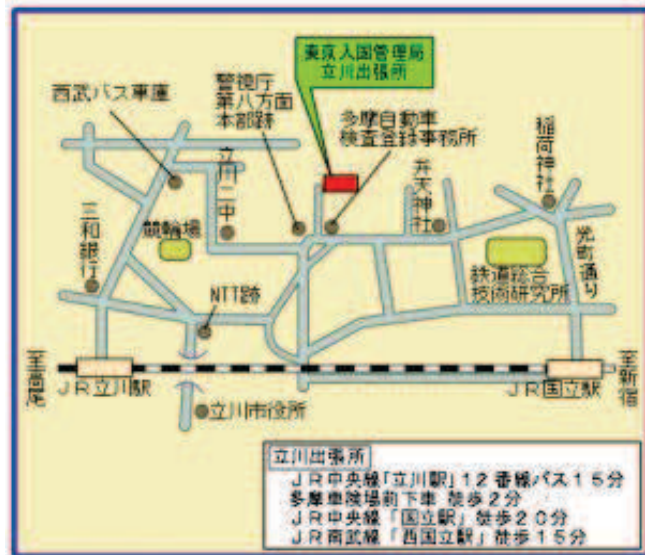 東京入国管理局
立川出張所
西武バス車庫
警視庁
第八方面
本部跡
多摩自動車
検査登録事務所
稲荷神社
立川二中
弁天神社
三和銀行
競輪場
光町通り
鉄道総合
技術研究所
NTT跡
至高尾
JR立川駅
JR国立駅
至新宿
立川市役所
立川出張所
JR中央線「立川駅」12番線バス15分
多摩車検場前下車 徒歩2分
JR中央線「国立駅」徒歩20分
JR南武線「西国立駅」徒歩15分